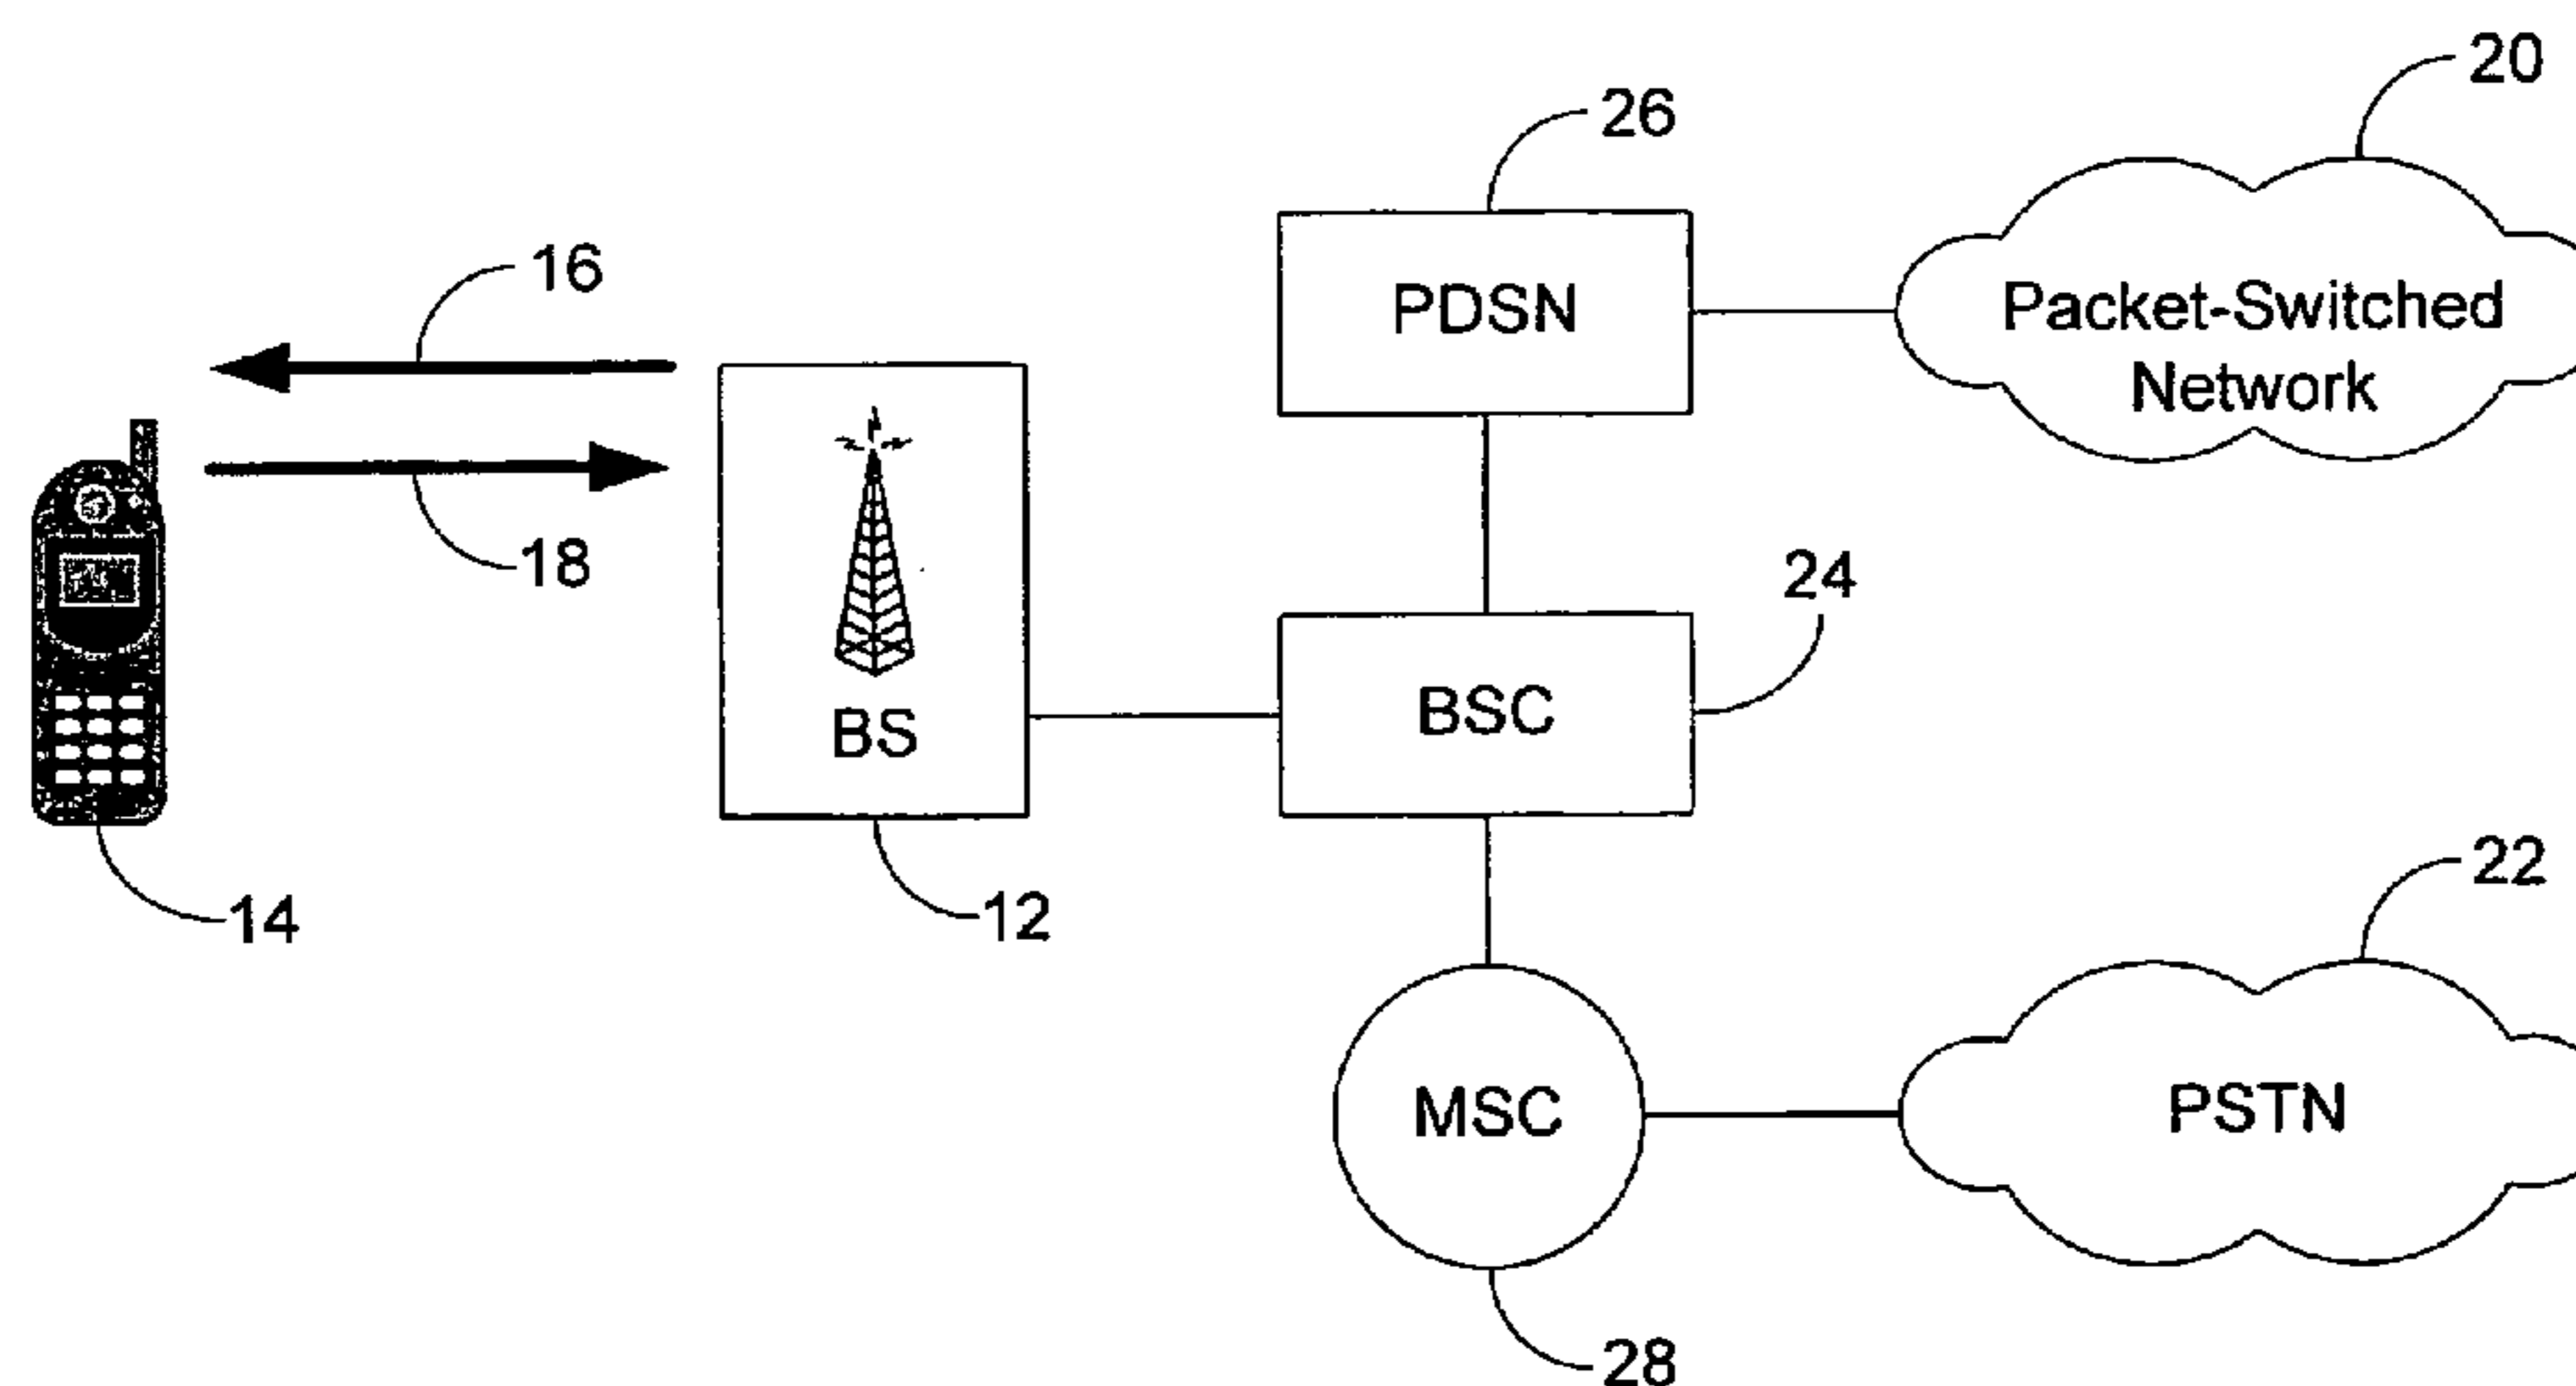 20
26
16
PDSN
Packet-Switched
Network
18
24
BSC
BS
22
14
12
MSC
PSTN
28